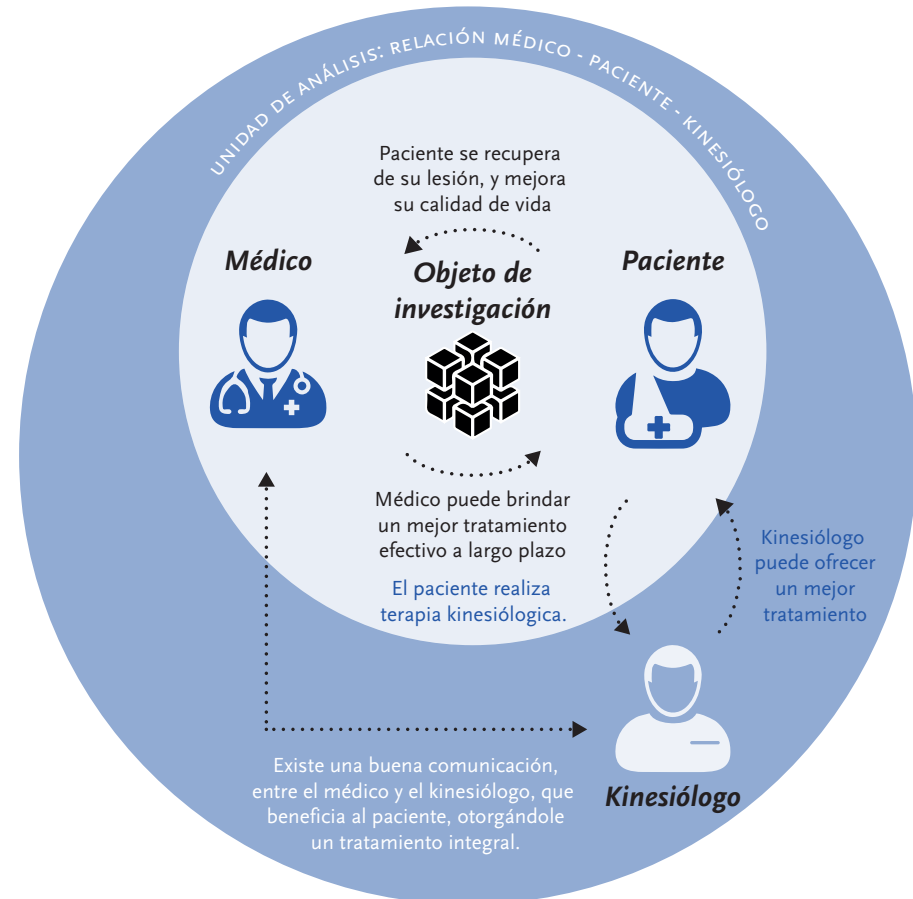 UNIDAD DE ANÁLISIS: RELACIÓN MÉDICO - PACIENTE - KINESIÓLOGO
Paciente se recupera
de su lesión, y mejora
su calidad de vida
Médico
Objeto de
investigación
Paciente
Médico puede brindar
un mejor tratamiento
efectivo a largo plazo
El paciente realiza
terapia kinesiólogica.
Kinesiólogo
puede ofrecer
un mejor
tratamiento
Existe una buena comunicación,
entre el médico y el kinesiólogo, que
beneficia al paciente, otorgándole
un tratamiento integral.
Kinesiólogo